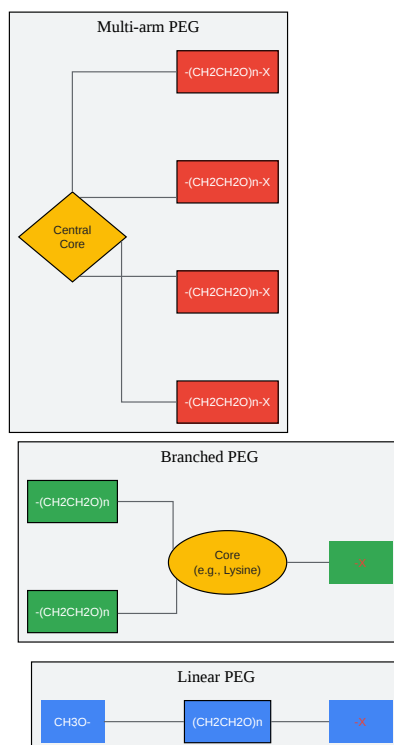 Multi-arm PEG
-(CH2CH2O)n-X
-(CH2CH2O)n-X
Central
Core
-(CH2CH2O)n-X
-(CH2CH2O)n-X
Branched PEG
-(CH2CH2O)n
Core
(e.g., Lysine)
-X
-(CH2CH2O)n
Linear PEG
CH3O-
(CH2CH2O)n
-X